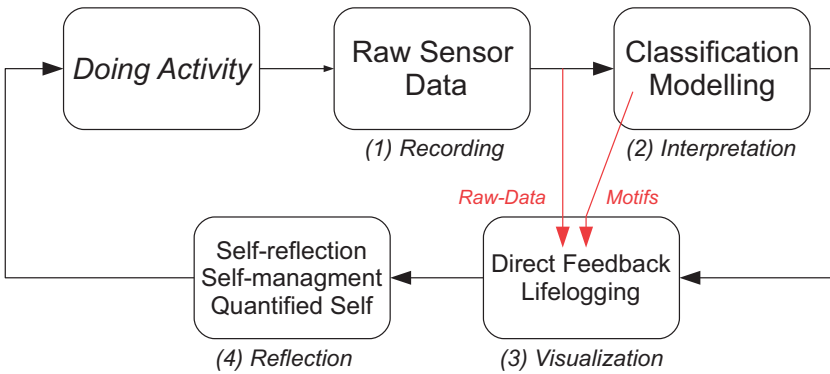 Doing Activity
Raw Sensor
Data
(1) Recording
Classification
Modelling
(2) Interpretation
Raw-Data
Motifs
Direct Feedback
Lifelogging
(3) Visualization
Self-reflection
Self-managment
Quantified Self
(4) Reflection